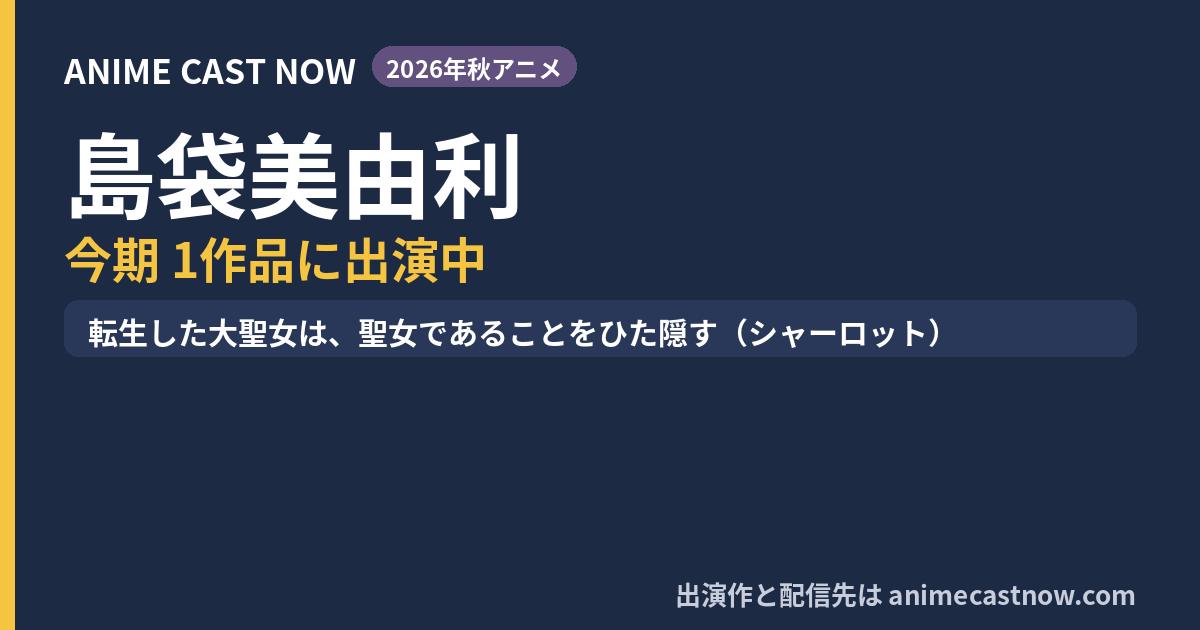 ANIME CAST NOW 2026年秋アニメ
島袋美由利
今期 1作品に出演中
転生した大聖女は、聖女であることをひた隠す（シャーロット）
出演作と配信先は animecastnow.com